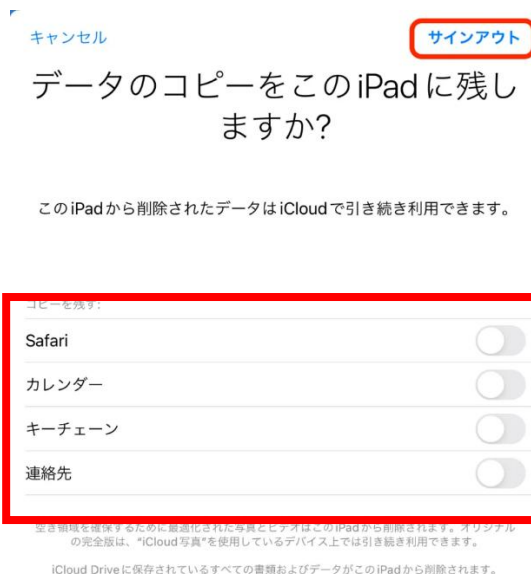 キャンセル
サインアウト
データのコピーをこのiPadに残し
ますか?
このiPadから削除されたデータはiCloudで引き続き利用できます。
コピーを残す:
Safari
カレンダー
キーチェーン
連絡先
空き領域を確保するために最適化された写真とビデオはこのiPadから削除されます。オリジナル
の完全版は、“iCloud写真”を使用しているデバイス上では引き続き利用できます。
iCloud Driveに保存されているすべての書類およびデータがこのiPadから削除されます。